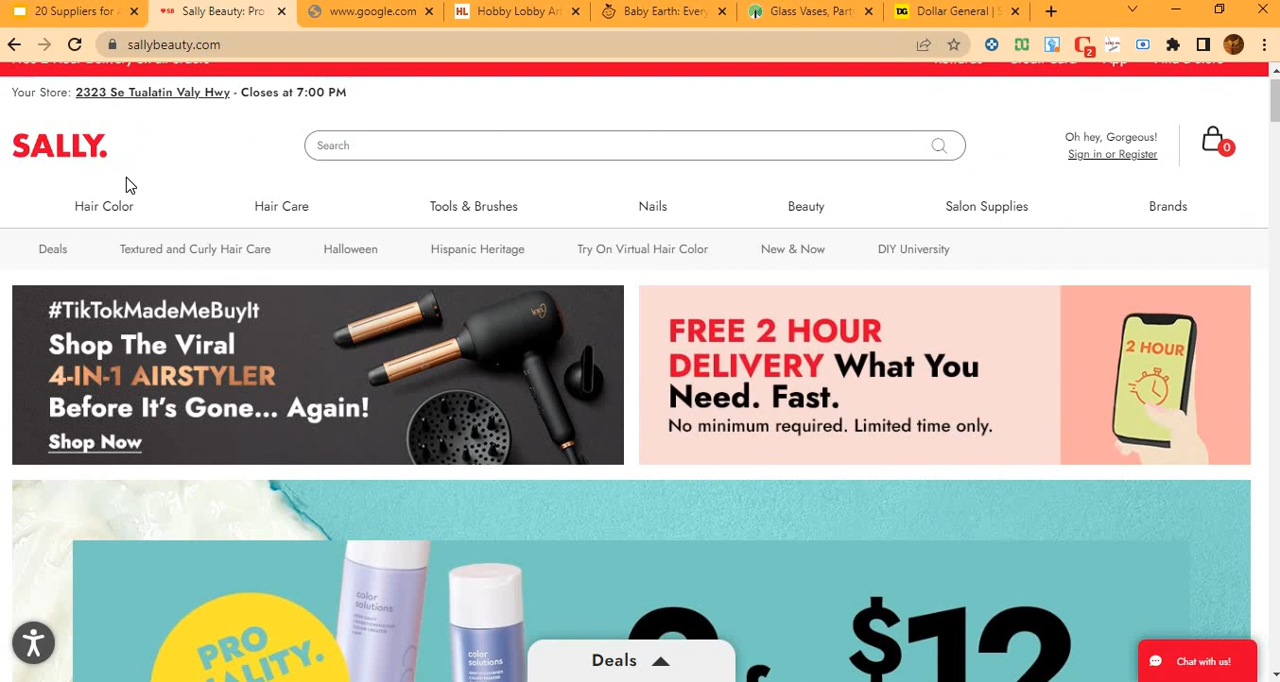 20 Suppliers for A
Sally Beauty: Pro
www.google.com
Hobby Lobby Ar
Baby Earth: Every
Glass Vases, Part
Dollar General | S
sallybeauty.com
2
Your Store: 2323 Se Tualatin Valy Hwy - Closes at 7:00 PM
SALLY.
Search
Oh hey, Gorgeous!
Sign in or Register
0
Hair Color
Hair Care
Tools & Brushes
Nails
Beauty
Salon Supplies
Brands
Deals
Textured and Curly Hair Care
Halloween
Hispanic Heritage
Try On Virtual Hair Color
New & Now
DIY University
#TikTokMadeMeBuyIt
Shop The Viral
4-IN-1 AIRSTYLER
Before It's Gone... Again!
Shop Now
FREE 2 HOUR
DELIVERY What You
Need. Fast.
No minimum required. Limited time only.
2 HOUR
color
solutions
color
solutions
PRO
QUALITY.
$12
Deals
Chat with us!